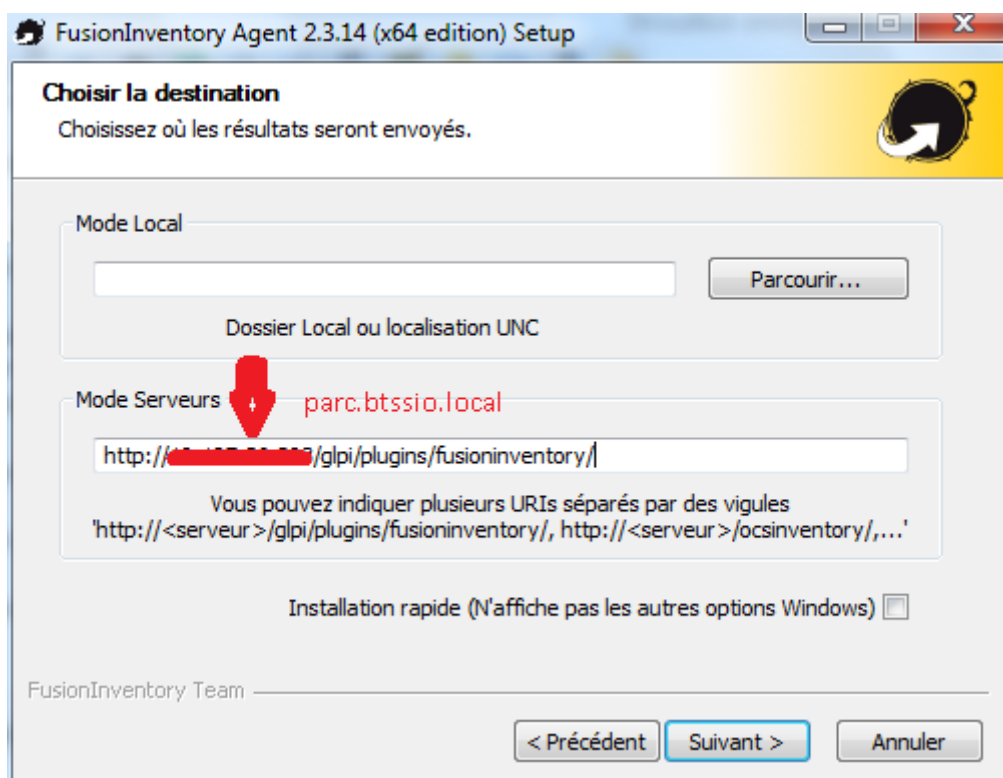 FusionInventory Agent 2.3.14 (x64 edition) Setup
Choisir la destination
Choisissez où les résultats seront envoyés.
Mode Local
Parcourir...
Dossier Local ou localisation UNC
Mode Serveurs
parc.btssio.local
http:// /glpi/plugins/fusioninventory/
Vous pouvez indiquer plusieurs URIs séparés par des vigules
'http://<serveur>/glpi/plugins/fusioninventory/, http://<serveur>/ocsinventory/,...'
Installation rapide (N'affiche pas les autres options Windows)
FusionInventory Team
< Précédent Suivant > Annuler